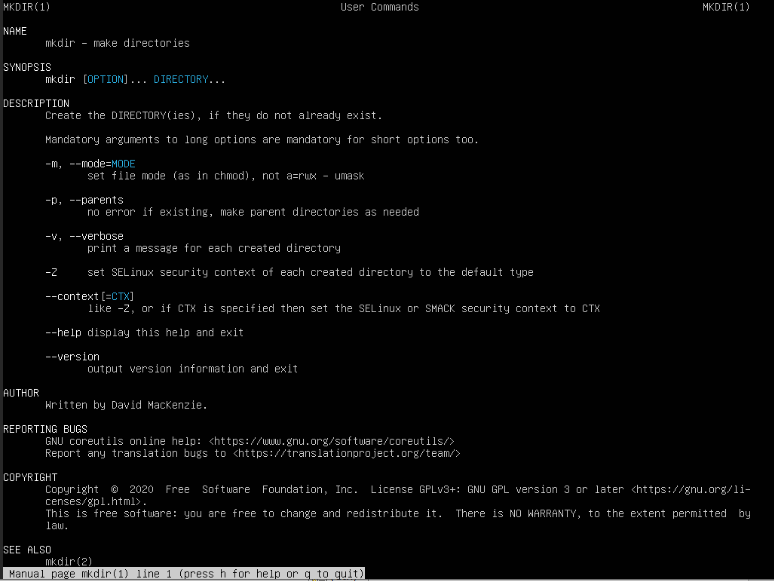 MKDIR(1) User Commands MKDIR(1)
NAME
mkdir - make directories
SYNOPSIS
mkdir [OPTION]... DIRECTORY...
DESCRIPTION
Create the DIRECTORY(ies), if they do not already exist.
Mandatory arguments to long options are mandatory for short options too.
-m, --mode=MODE
set file mode (as in chmod), not a=rwx - umask
-p, --parents
no error if existing, make parent directories as needed
-v, --verbose
print a message for each created directory
-Z set SELinux security context of each created directory to the default type
--context[=CTX]
like -Z, or if CTX is specified then set the SELinux or SMACK security context to CTX
--help display this help and exit
--version
output version information and exit
AUTHOR
Written by David MacKenzie.
REPORTING BUGS
GNU coreutils online help: <https://www.gnu.org/software/coreutils/>
Report any translation bugs to <https://translationproject.org/team/>
COPYRIGHT
Copyright © 2020 Free Software Foundation, Inc. License GPLv3+: GNU GPL version 3 or later <https://gnu.org/li-
censes/gpl.html>.
This is free software: you are free to change and redistribute it. There is NO WARRANTY, to the extent permitted by
law.
SEE ALSO
mkdir(2)
Manual page mkdir(1) line 1 (press h for help or q to quit)